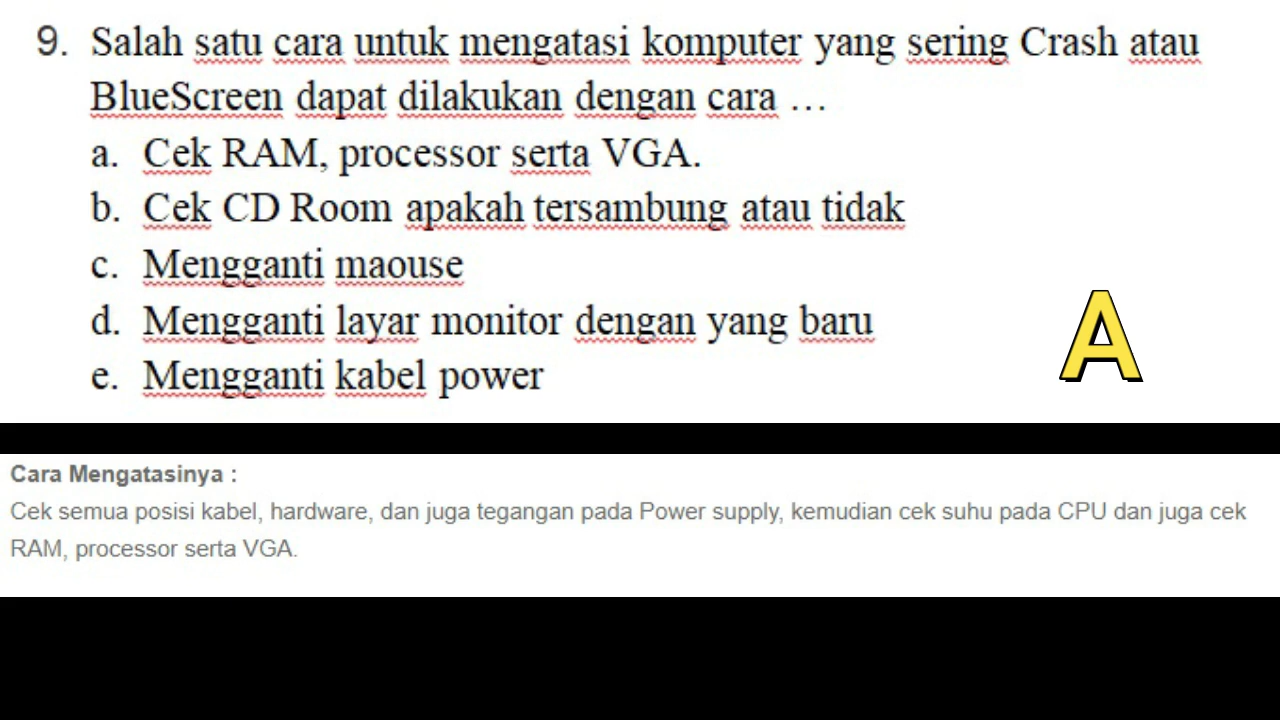 9. Salah satu cara untuk mengatasi komputer yang sering Crash atau
BlueScreen dapat dilakukan dengan cara …
a. Cek RAM, processor serta VGA.
b. Cek CD Room apakah tersambung atau tidak
c. Mengganti maouse
d. Mengganti layar monitor dengan yang baru
e. Mengganti kabel power
A
Cara Mengatasinya :
Cek semua posisi kabel, hardware, dan juga tegangan pada Power supply, kemudian cek suhu pada CPU dan juga cek
RAM, processor serta VGA.